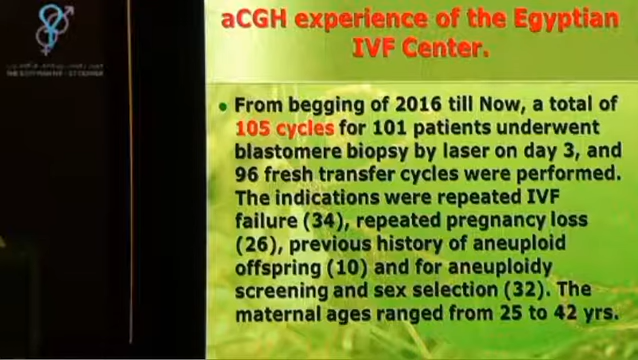 aCGH experience of the Egyptian
IVF Center.
• From begging of 2016 till Now, a total of
105 cycles for 101 patients underwent
blastomere biopsy by laser on day 3, and
96 fresh transfer cycles were performed.
The indications were repeated IVF
failure (34), repeated pregnancy loss
(26), previous history of aneuploid
offspring (10) and for aneuploidy
screening and sex selection (32). The
maternal ages ranged from 25 to 42 yrs.